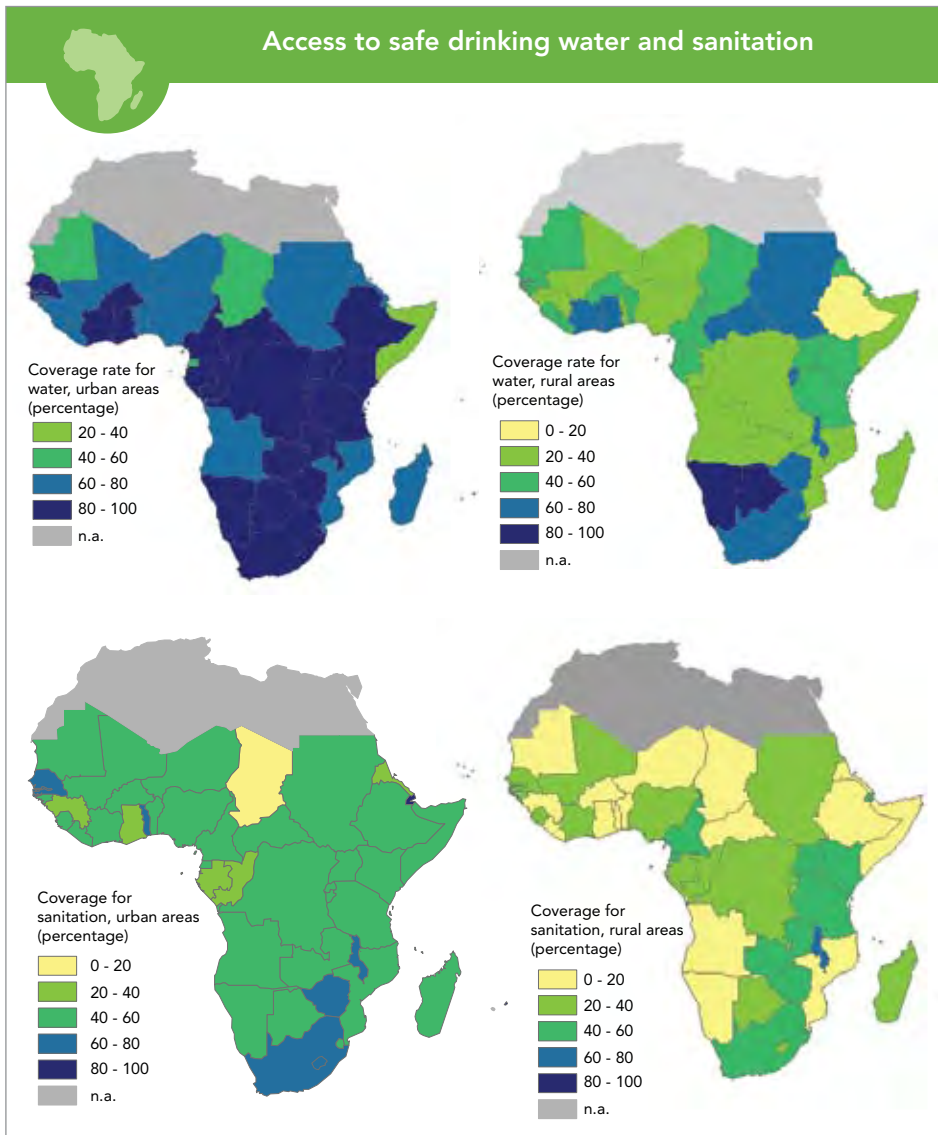 Access to safe drinking water and sanitation
Coverage rate for
water, urban areas
(percentage)
20 - 40
40 - 60
60 - 80
80 - 100
n.a.
Coverage rate for
water, rural areas
(percentage)
0 - 20
20 - 40
40 - 60
60 - 80
80 - 100
n.a.
Coverage for
sanitation, urban areas
(percentage)
0 - 20
20 - 40
40 - 60
60 - 80
80 - 100
n.a.
Coverage for
sanitation, rural areas
(percentage)
0 - 20
20 - 40
40 - 60
60 - 80
80 - 100
n.a.